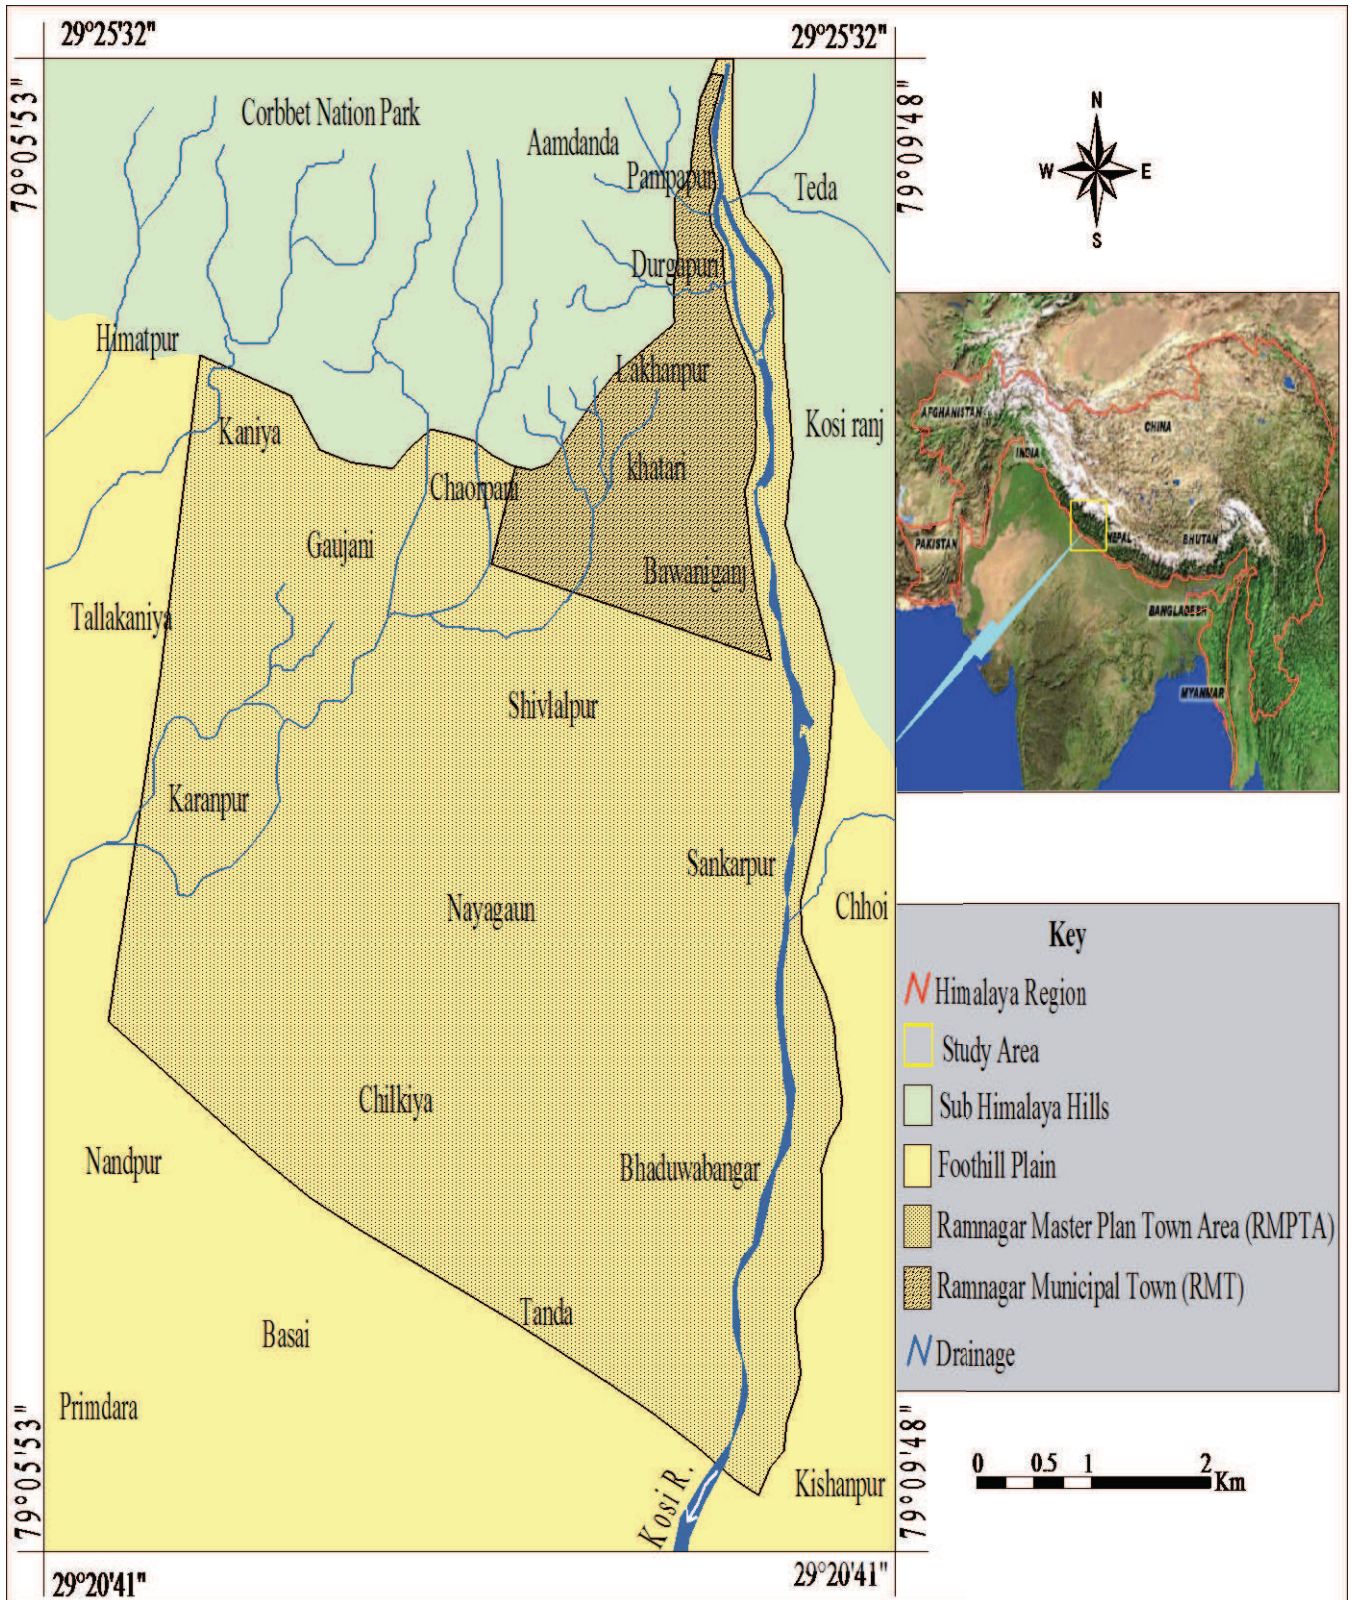 29°25'32"
29°25'32"
79°05'53"
79°09'48"
Corbbet Nation Park
Aamdanda
Pampapuri
Teda
Durgapuri
Himatpur
Lakhanpur
Kaniya
Kosi ranj
khatari
Chaorpani
Gaujani
Bawaniganj
Tallakaniya
Shivlalpur
Karanpur
Sankarpur
Nayagaun
Chhoi
Chilkiya
Nandpur
Bhaduwabangar
Tanda
Basai
Primdara
Kishanpur
Kosi R.
79°05'53"
79°09'48"
29°20'41"
29°20'41"
N
W
E
S
AFGHANISTAN
CHINA
INDIA
PAKISTAN
NEPAL
BHUTAN
BANGLADESH
MYANMAR
Key
Himalaya Region
Study Area
Sub Himalaya Hills
Foothill Plain
Ramnagar Master Plan Town Area (RMPTA)
Ramnagar Municipal Town (RMT)
Drainage
0 0.5 1 2
Km